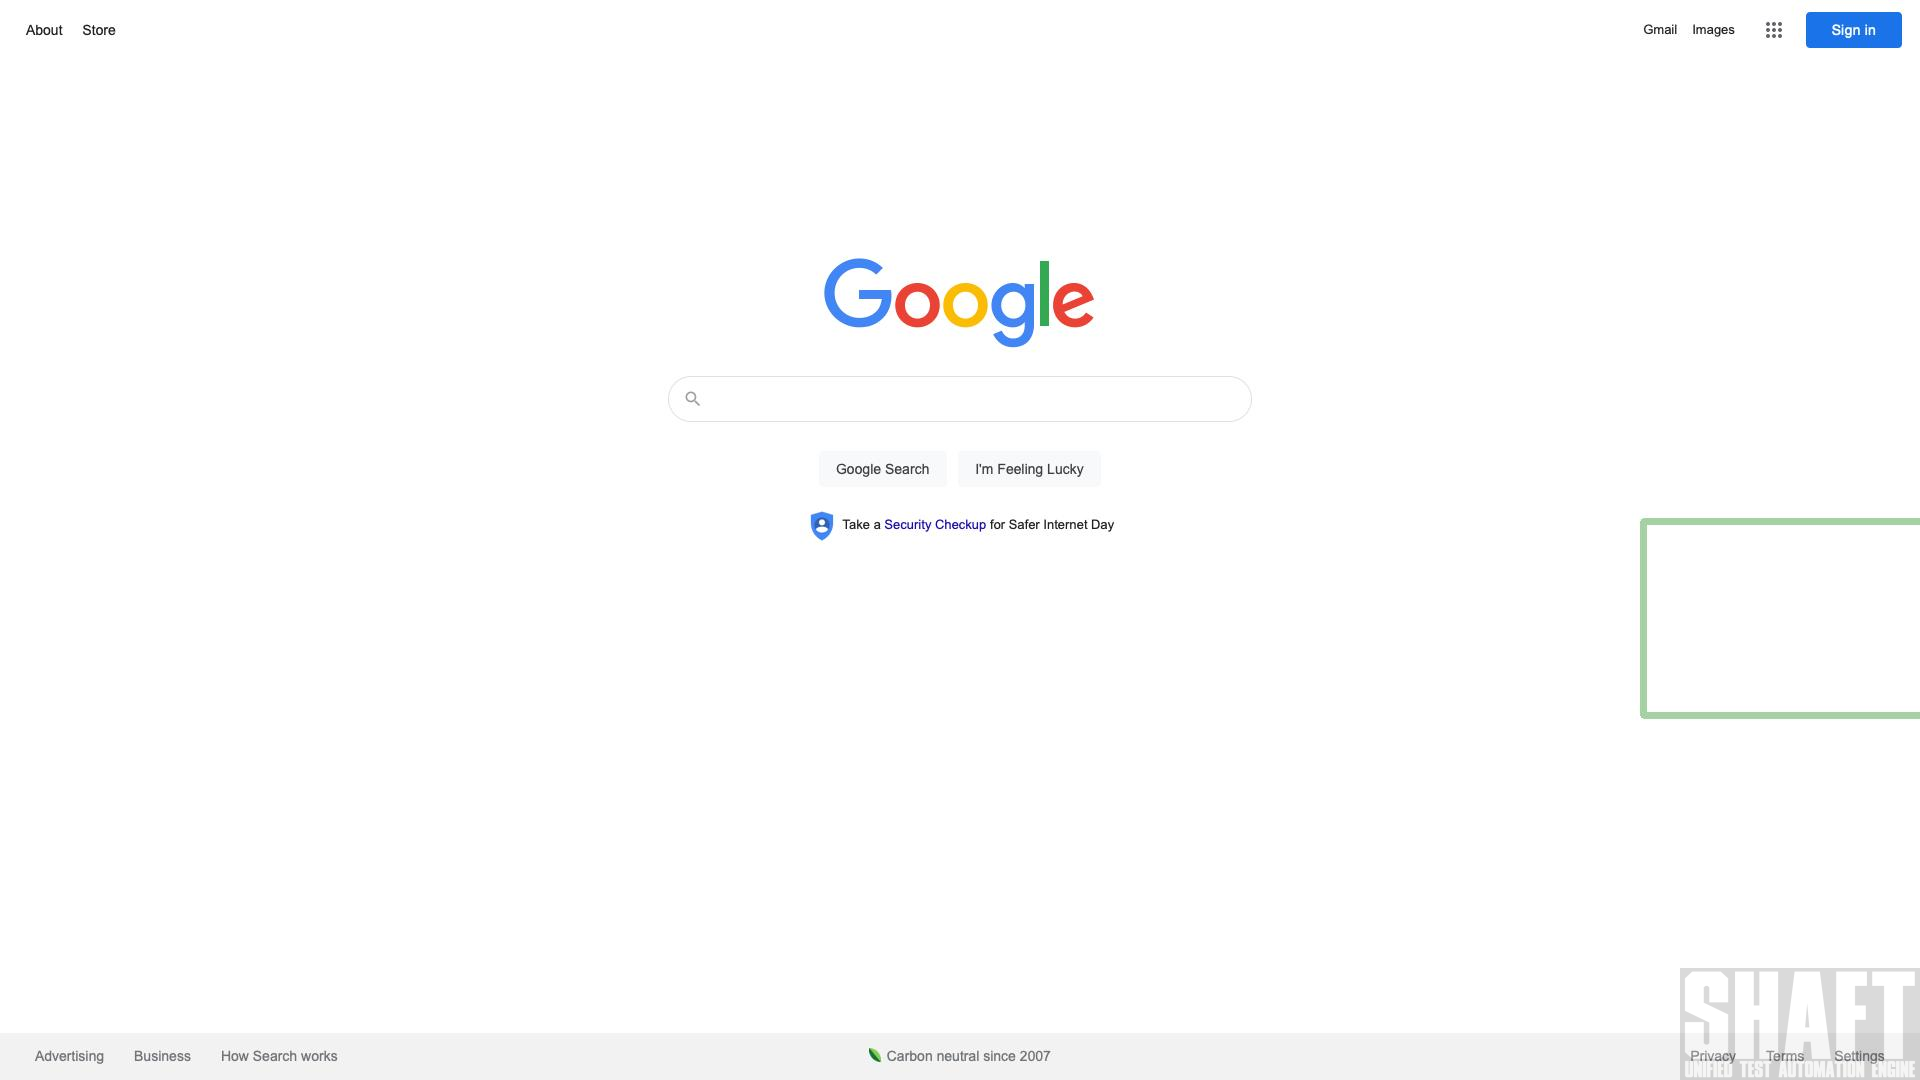 About Store
Gmail Images Sign in
Google
Google Search I'm Feeling Lucky
Take a Security Checkup for Safer Internet Day
Advertising Business How Search works
Carbon neutral since 2007
Privacy Terms Settings
SHAFT
UNIFIED TEST AUTOMATION ENGINE